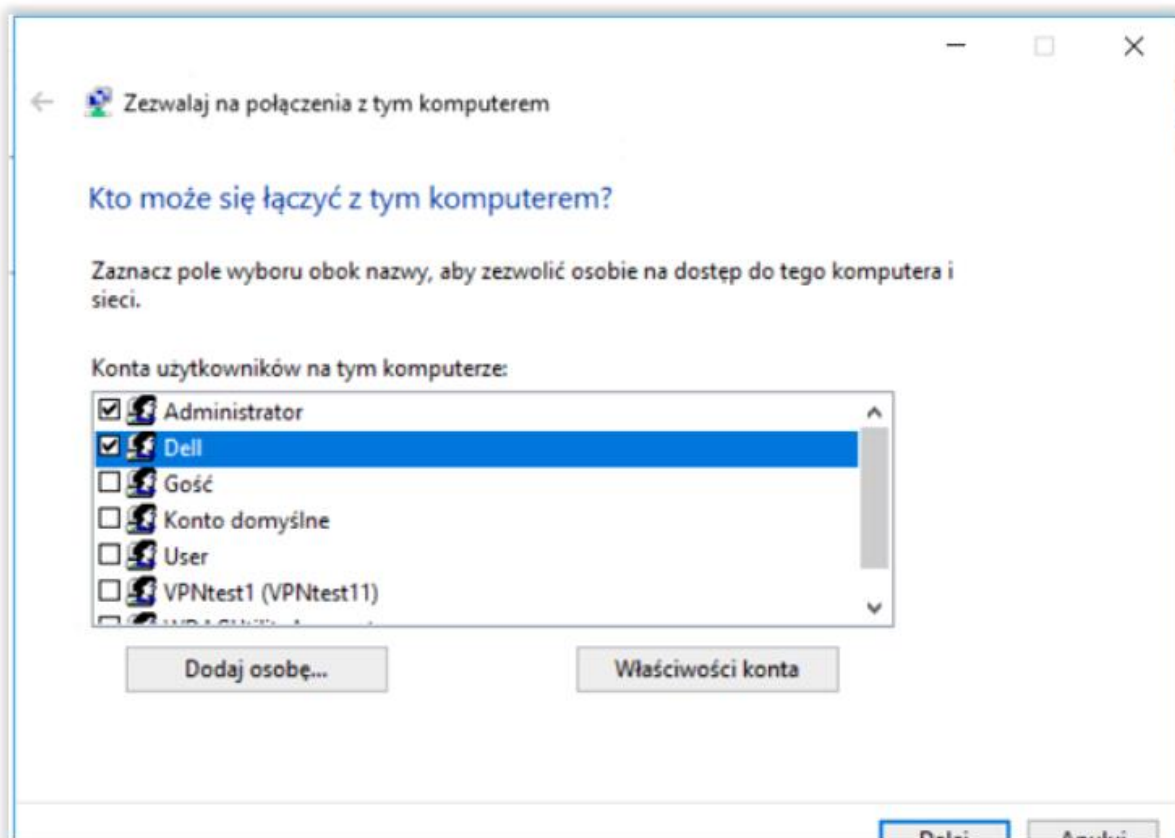 Zezwalaj na połączenia z tym komputerem
Kto może się łączyć z tym komputerem?
Zaznacz pole wyboru obok nazwy, aby zezwolić osobie na dostęp do tego komputera i
sieci.
Konta użytkowników na tym komputerze:
Administrator
Dell
Gość
Konto domyślne
User
VPNtest1 (VPNtest11)
Dodaj osobę...
Właściwości konta
Dalej
Anuluj